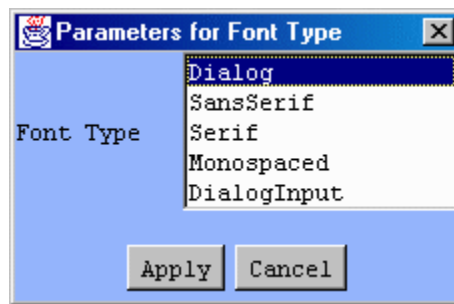 Parameters for Font Type
Dialog
SansSerif
Font Type
Serif
Monospaced
DialogInput
Apply Cancel